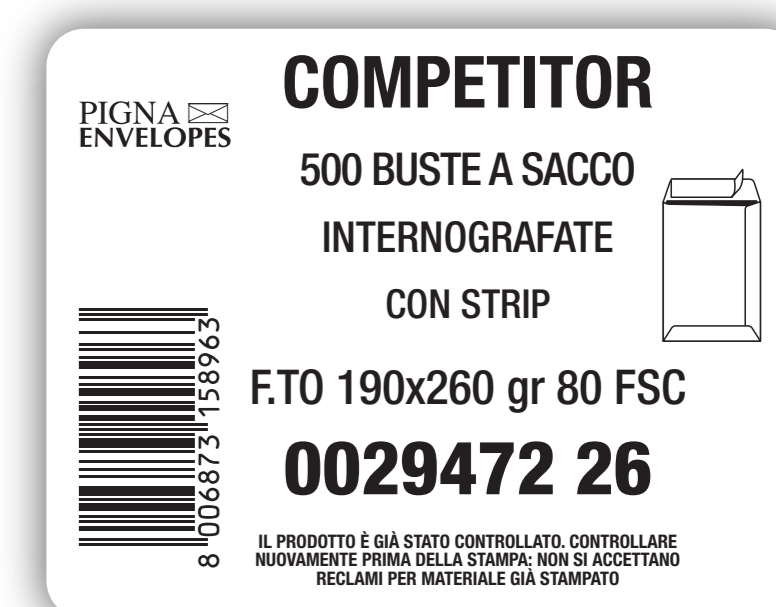 PIGNA
ENVELOPES
COMPETITOR
500 BUSTE A SACCO
INTERNOGRAFATE
CON STRIP
F.TO 190x260 gr 80 FSC
0029472 26
IL PRODOTTO È GIÀ STATO CONTROLLATO. CONTROLLARE
NUOVAMENTE PRIMA DELLA STAMPA: NON SI ACCETTANO
RECLAMI PER MATERIALE GIÀ STAMPATO
8 006873 158963